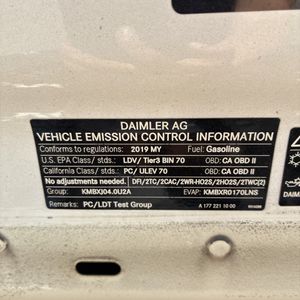 DAIMLER AG
VEHICLE EMISSION CONTROL INFORMATION
Conforms to regulations: 2019 MY Fuel: Gasoline
U.S. EPA Class/ stds.: LDV/ Tier3 BIN 70 OBD: CA OBD II
California Class/ stds.: PC/ ULEV 70 OBD: CA OBD II
No adjustments needed. DFI/2TC/2CAC/2WR-HO2S/2HO2S/2TWC(2)
Group: KMBXJ04.0U2A EVAP: KMBXR0170LNS
Remarks: PC/LDT Test Group A 177 221 10 00